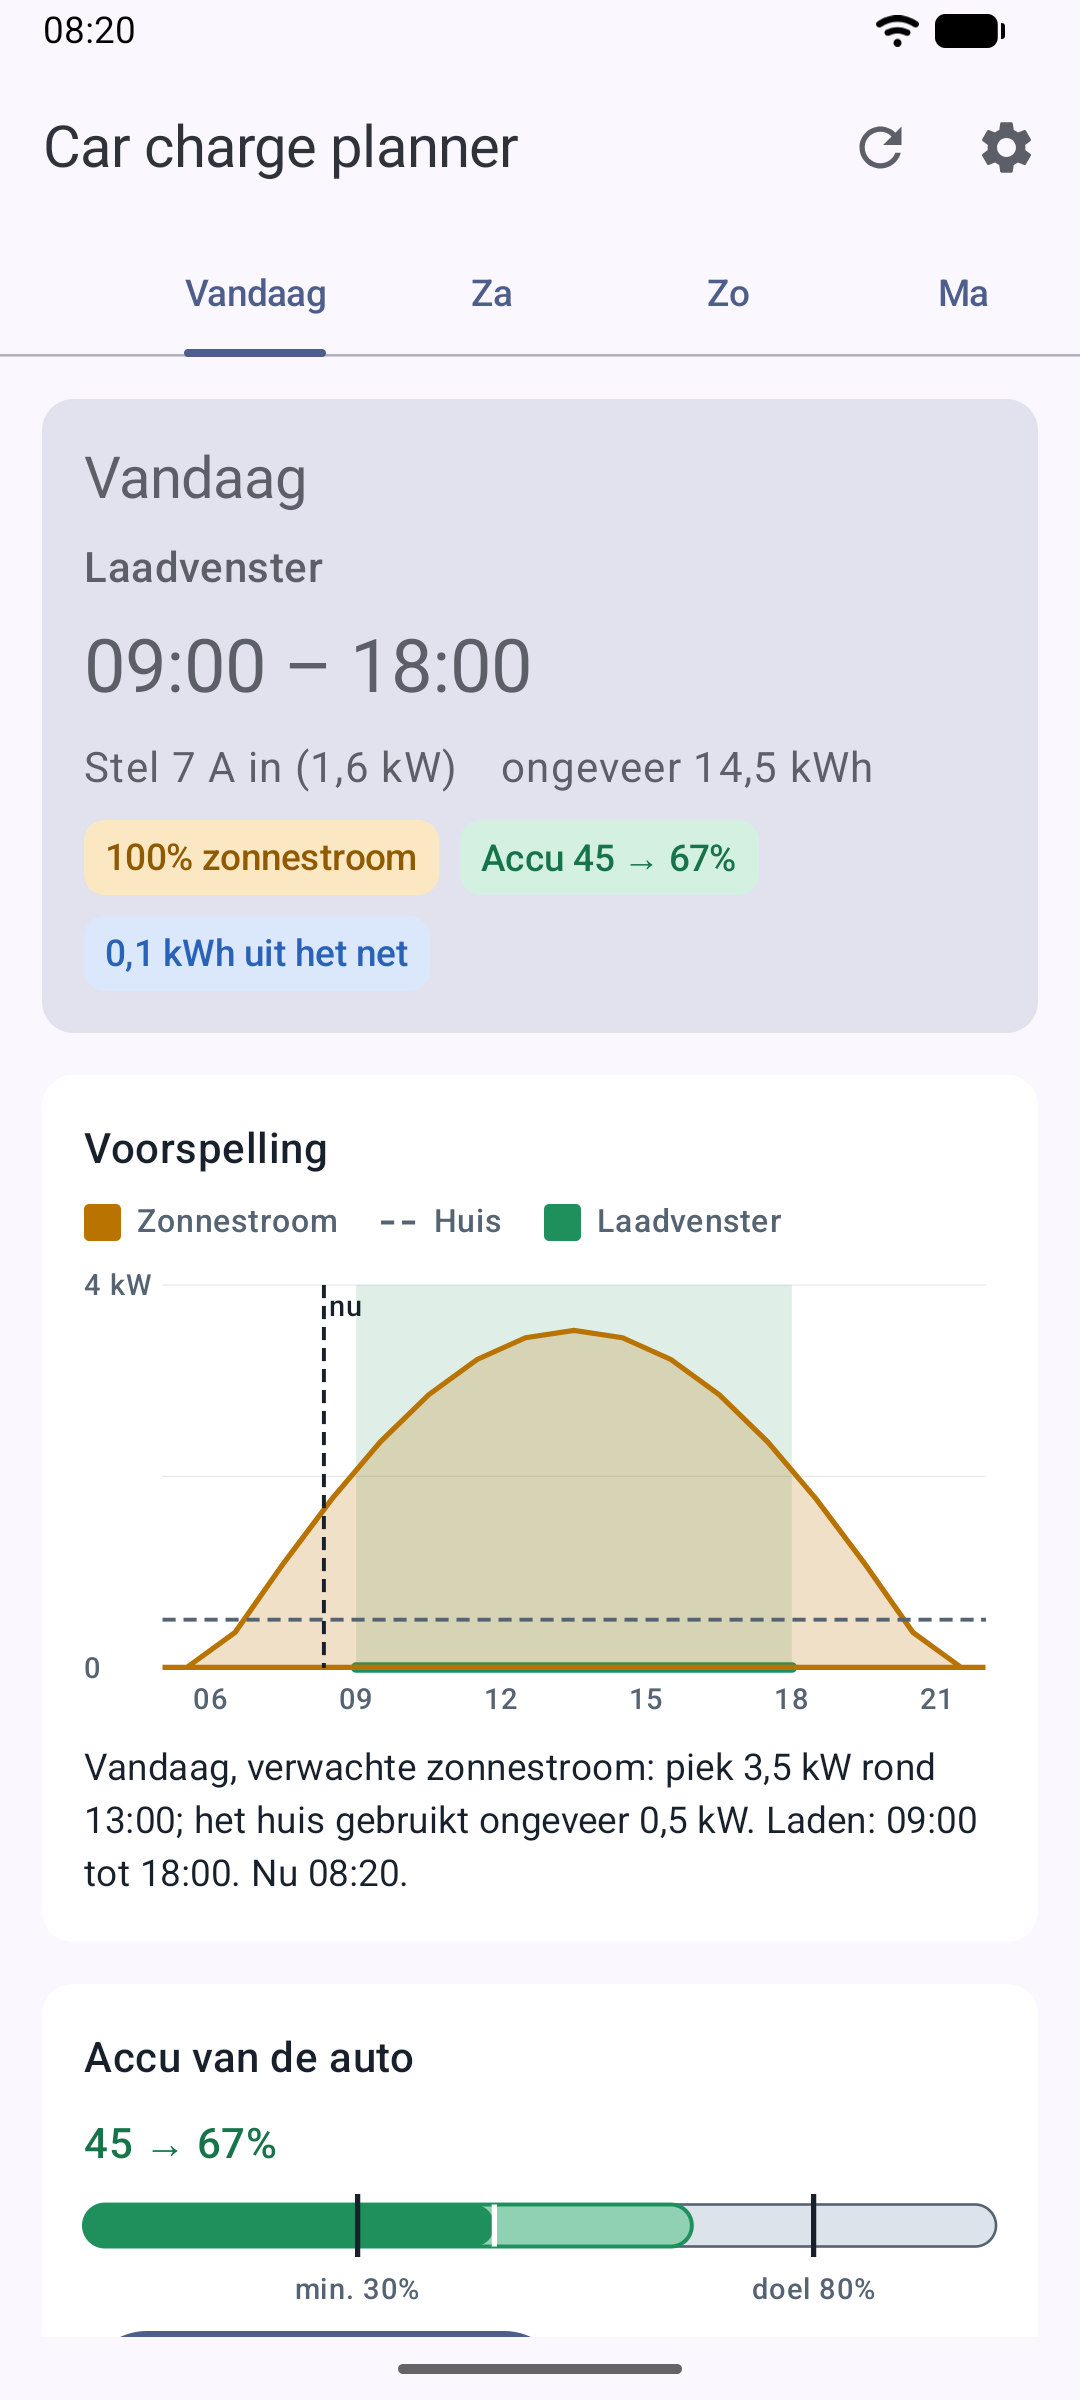 08:20
Car charge planner
Vandaag Za Zo Ma
Vandaag
Laadvenster
09:00 – 18:00
Stel 7 A in (1,6 kW) ongeveer 14,5 kWh
100% zonnestroom Accu 45 → 67%
0,1 kWh uit het net
Voorspelling
Zonnestroom Huis Laadvenster
4 kW
nu
0
06 09 12 15 18 21
Vandaag, verwachte zonnestroom: piek 3,5 kW rond
13:00; het huis gebruikt ongeveer 0,5 kW. Laden: 09:00
tot 18:00. Nu 08:20.
Accu van de auto
45 → 67%
min. 30% doel 80%